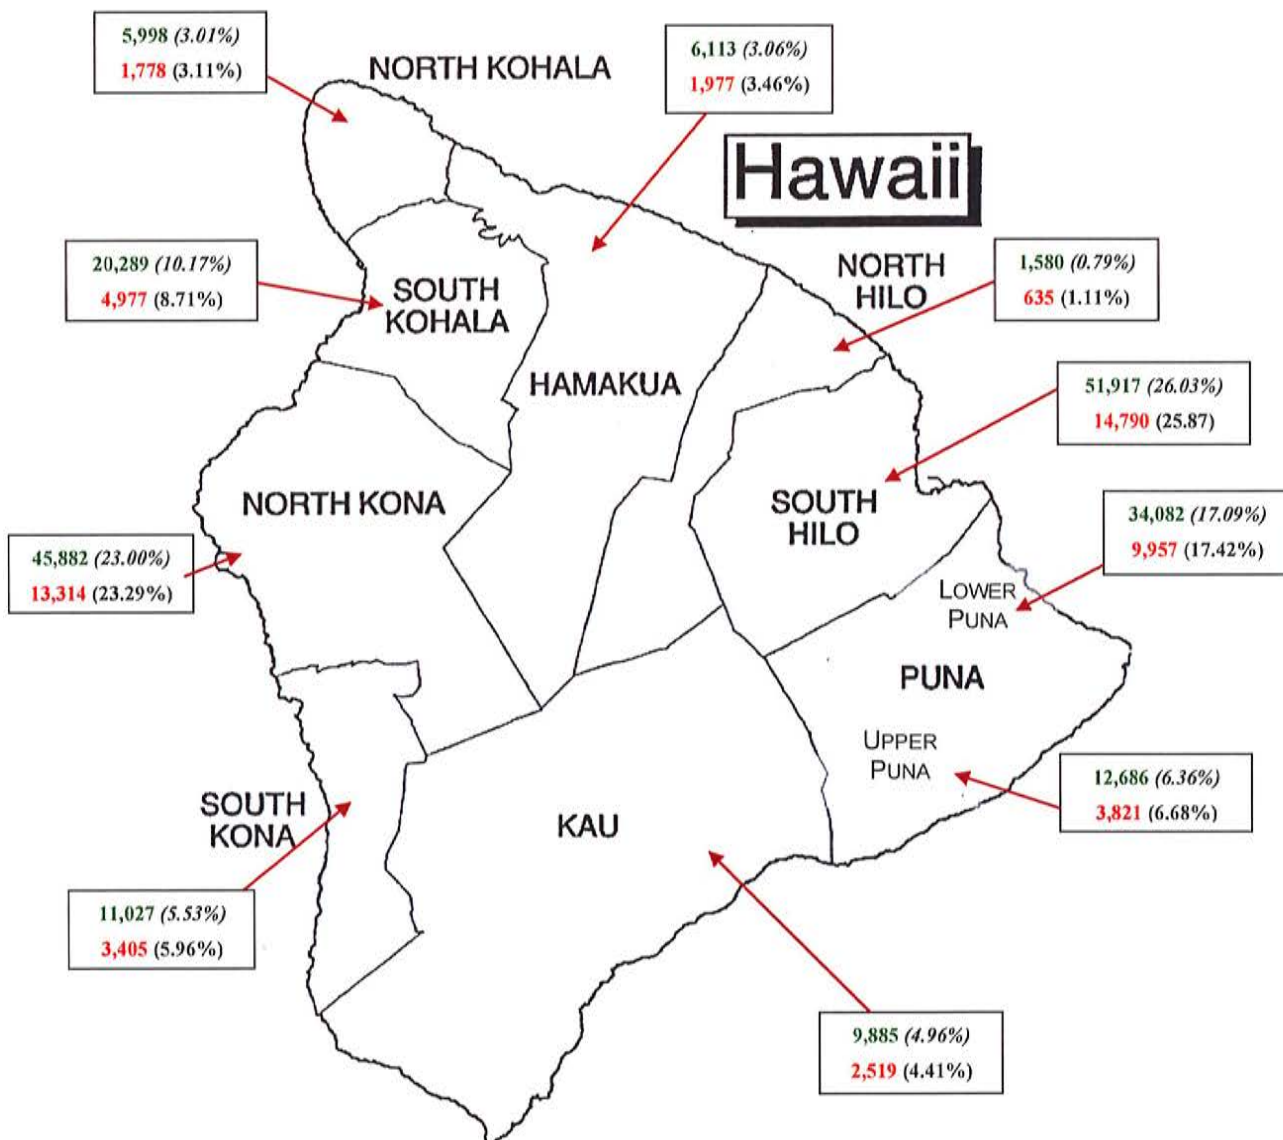 5,998 (3.01%)
1,778 (3.11%)
NORTH KOHALA
6,113 (3.06%)
1,977 (3.46%)
Hawaii
20,289 (10.17%)
4,977 (8.71%)
SOUTH
KOHALA
HAMAKUA
NORTH
HILO
1,580 (0.79%)
635 (1.11%)
51,917 (26.03%)
14,790 (25.87)
NORTH KONA
SOUTH
HILO
34,082 (17.09%)
9,957 (17.42%)
45,882 (23.00%)
13,314 (23.29%)
LOWER
PUNA
PUNA
UPPER
PUNA
12,686 (6.36%)
3,821 (6.68%)
SOUTH
KONA
KAU
11,027 (5.53%)
3,405 (5.96%)
9,885 (4.96%)
2,519 (4.41%)